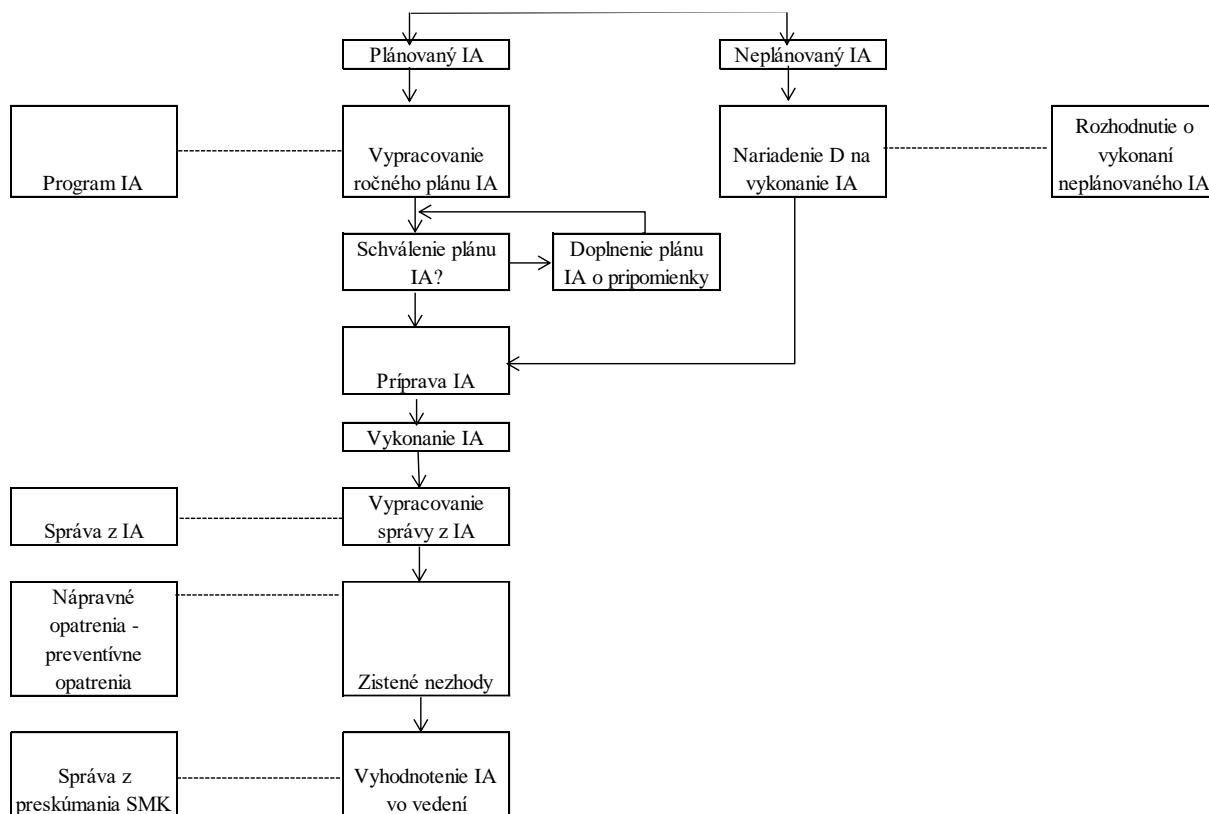 Plánovaný IA
Neplánovaný IA
Program IA
Vypracovanie
ročného plánu IA
Nariadenie D na
vykonanie IA
Rozhodnutie o
vykonaní
neplánovaného IA
Schválenie plánu
IA?
Doplnenie plánu
IA o pripomienky
Príprava IA
Vykonanie IA
Správa z IA
Vypracovanie
správy z IA
Nápravné
opatrenia -
preventívne
opatrenia
Zistené nezhody
Správa z
preskúmania SMK
Vyhodnotenie IA
vo vedení